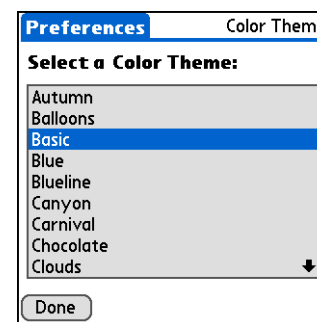 Preferences Color Them
Select a Color Theme:
Autumn
Balloons
Basic
Blue
Blueline
Canyon
Carnival
Chocolate
Clouds
Done